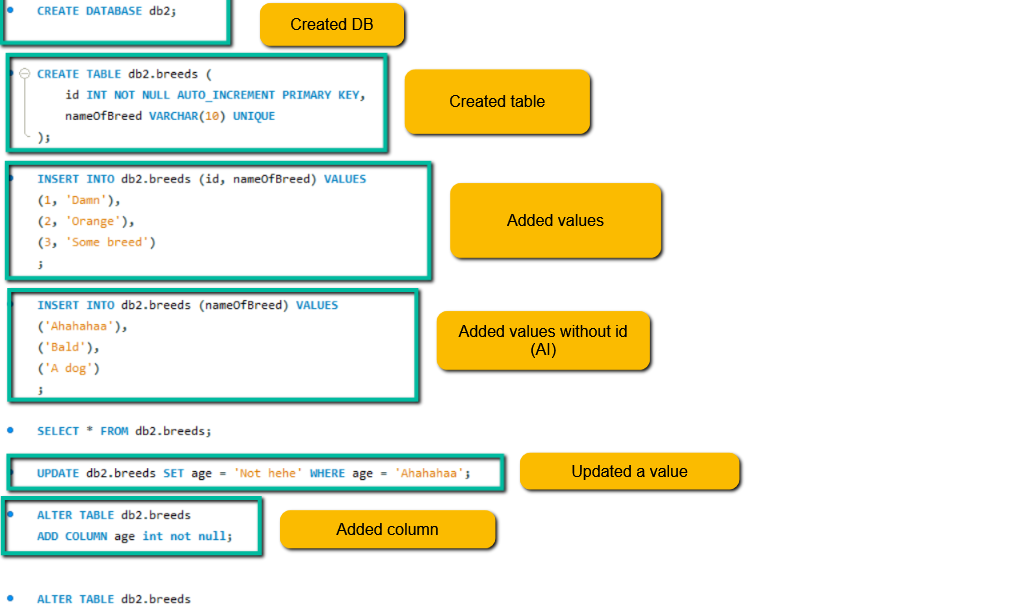 CREATE DATABASE db2;
Created DB
CREATE TABLE db2.breeds (
id INT NOT NULL AUTO_INCREMENT PRIMARY KEY,
nameOfBreed VARCHAR(10) UNIQUE
);
Created table
INSERT INTO db2.breeds (id, nameOfBreed) VALUES
(1, 'Damn'),
(2, 'Orange'),
(3, 'Some breed')
;
Added values
INSERT INTO db2.breeds (nameOfBreed) VALUES
('Ahahahaa'),
('Bald'),
('A dog')
;
Added values without id
(AI)
SELECT * FROM db2.breeds;
UPDATE db2.breeds SET age = 'Not hehe' WHERE age = 'Ahahahaa';
Updated a value
ALTER TABLE db2.breeds
ADD COLUMN age int not null;
Added column
ALTER TABLE db2.breeds